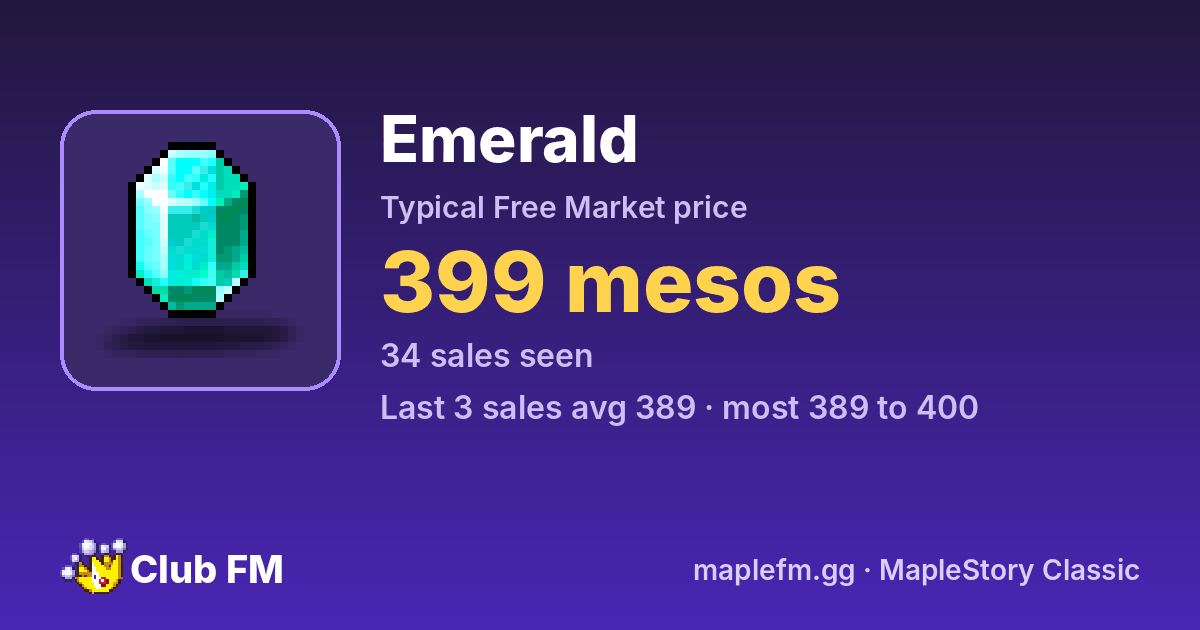 Emerald
Typical Free Market price
399 mesos
34 sales seen
Last 3 sales avg 389 · most 389 to 400
Club FM
maplefm.gg · MapleStory Classic